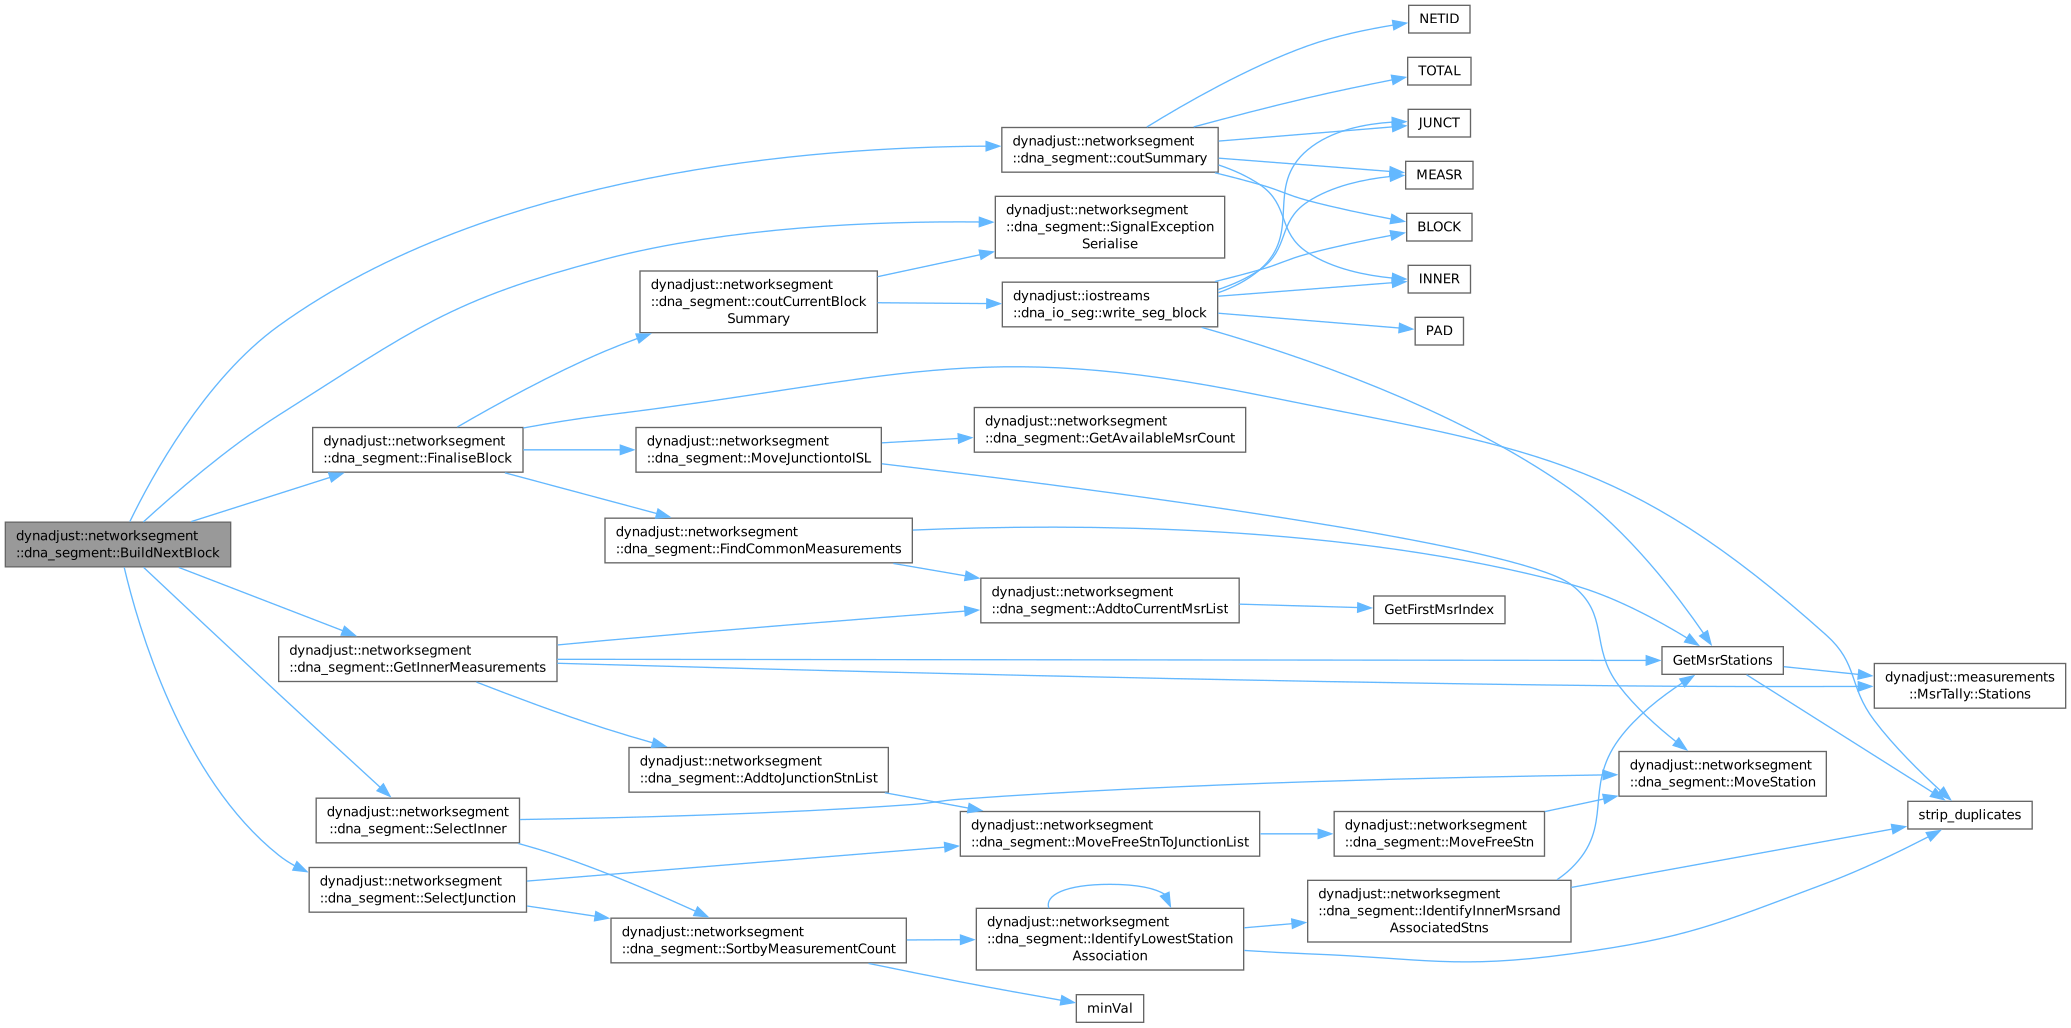 dynadjust::networksegment
::dna_segment::BuildNextBlock
dynadjust::networksegment
::dna_segment::FinaliseBlock
dynadjust::networksegment
::dna_segment::GetInnerMeasurements
dynadjust::networksegment
::dna_segment::SelectInner
dynadjust::networksegment
::dna_segment::SelectJunction
dynadjust::networksegment
::dna_segment::coutCurrentBlock
Summary
dynadjust::networksegment
::dna_segment::MoveJunctiontoISL
dynadjust::networksegment
::dna_segment::FindCommonMeasurements
dynadjust::networksegment
::dna_segment::AddtoJunctionStnList
dynadjust::networksegment
::dna_segment::SortbyMeasurementCount
dynadjust::networksegment
::dna_segment::coutSummary
dynadjust::networksegment
::dna_segment::SignalException
Serialise
dynadjust::iostreams
::dna_io_seg::write_seg_block
dynadjust::networksegment
::dna_segment::GetAvailableMsrCount
dynadjust::networksegment
::dna_segment::AddtoCurrentMsrList
dynadjust::networksegment
::dna_segment::MoveFreeStnToJunctionList
dynadjust::networksegment
::dna_segment::IdentifyLowestStation
Association
minVal
NETID
TOTAL
JUNCT
MEASR
BLOCK
INNER
PAD
GetFirstMsrIndex
dynadjust::networksegment
::dna_segment::MoveFreeStn
dynadjust::networksegment
::dna_segment::IdentifyInnerMsrsand
AssociatedStns
GetMsrStations
dynadjust::networksegment
::dna_segment::MoveStation
dynadjust::measurements
::MsrTally::Stations
strip_duplicates